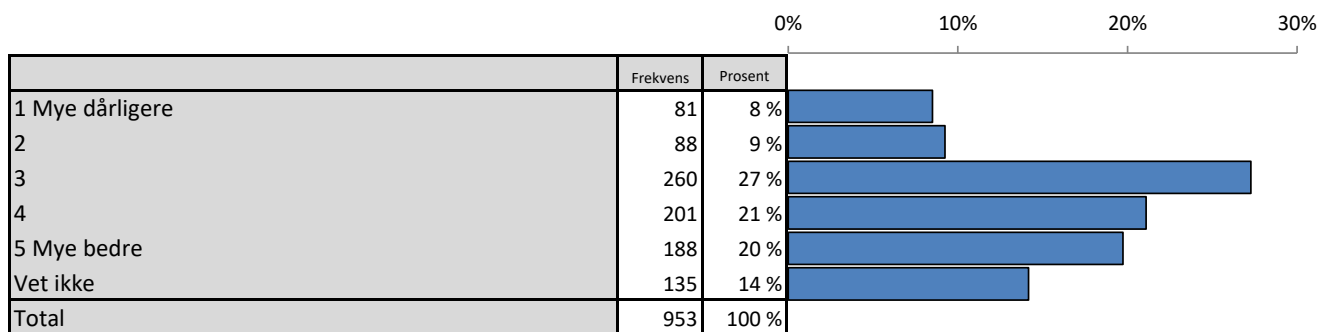 0% 10% 20% 30%
Frekvens Prosent
1 Mye dårligere 81 8 %
2 88 9 %
3 260 27 %
4 201 21 %
5 Mye bedre 188 20 %
Vet ikke 135 14 %
Total 953 100 %